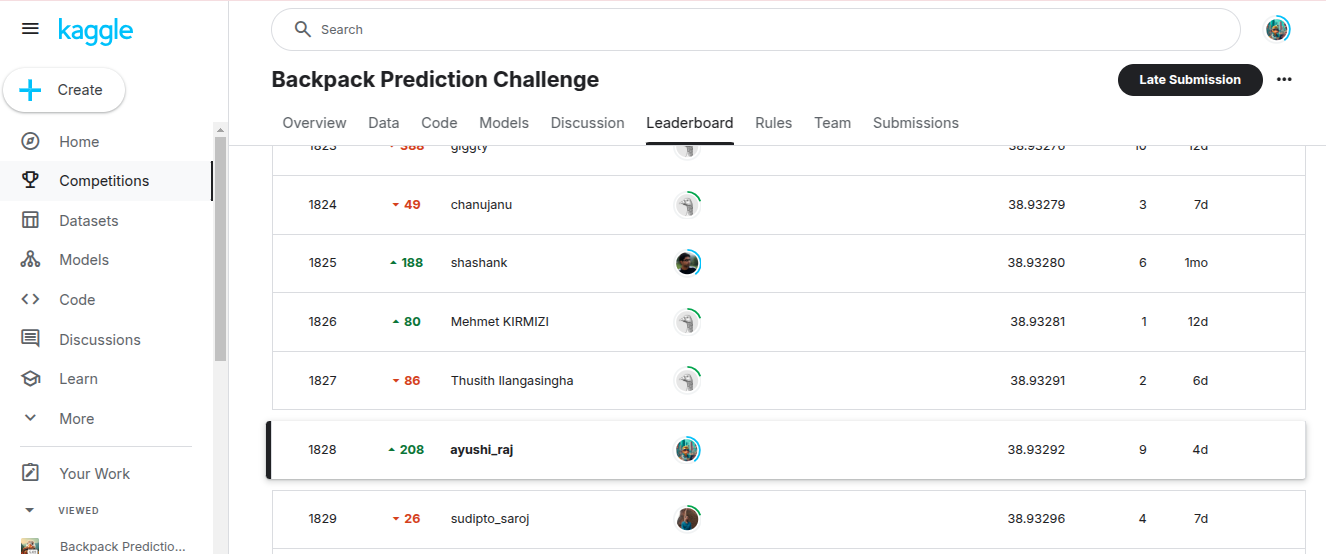 kaggle
Search
Create
Backpack Prediction Challenge
Late Submission
Overview Data Code Models Discussion Leaderboard Rules Team Submissions
Home
Competitions
Datasets
Models
Code
Discussions
Learn
More
Your Work
VIEWED
Backpack Predictio...
1823 388 giggty 38.93276 10 12d
1824 49 chanujanu 38.93279 3 7d
1825 188 shashank 38.93280 6 1mo
1826 80 Mehmet KIRMIZI 38.93281 1 12d
1827 86 Thusith Ilangasingha 38.93291 2 6d
1828 208 ayushi_raj 38.93292 9 4d
1829 26 sudipto_saroj 38.93296 4 7d